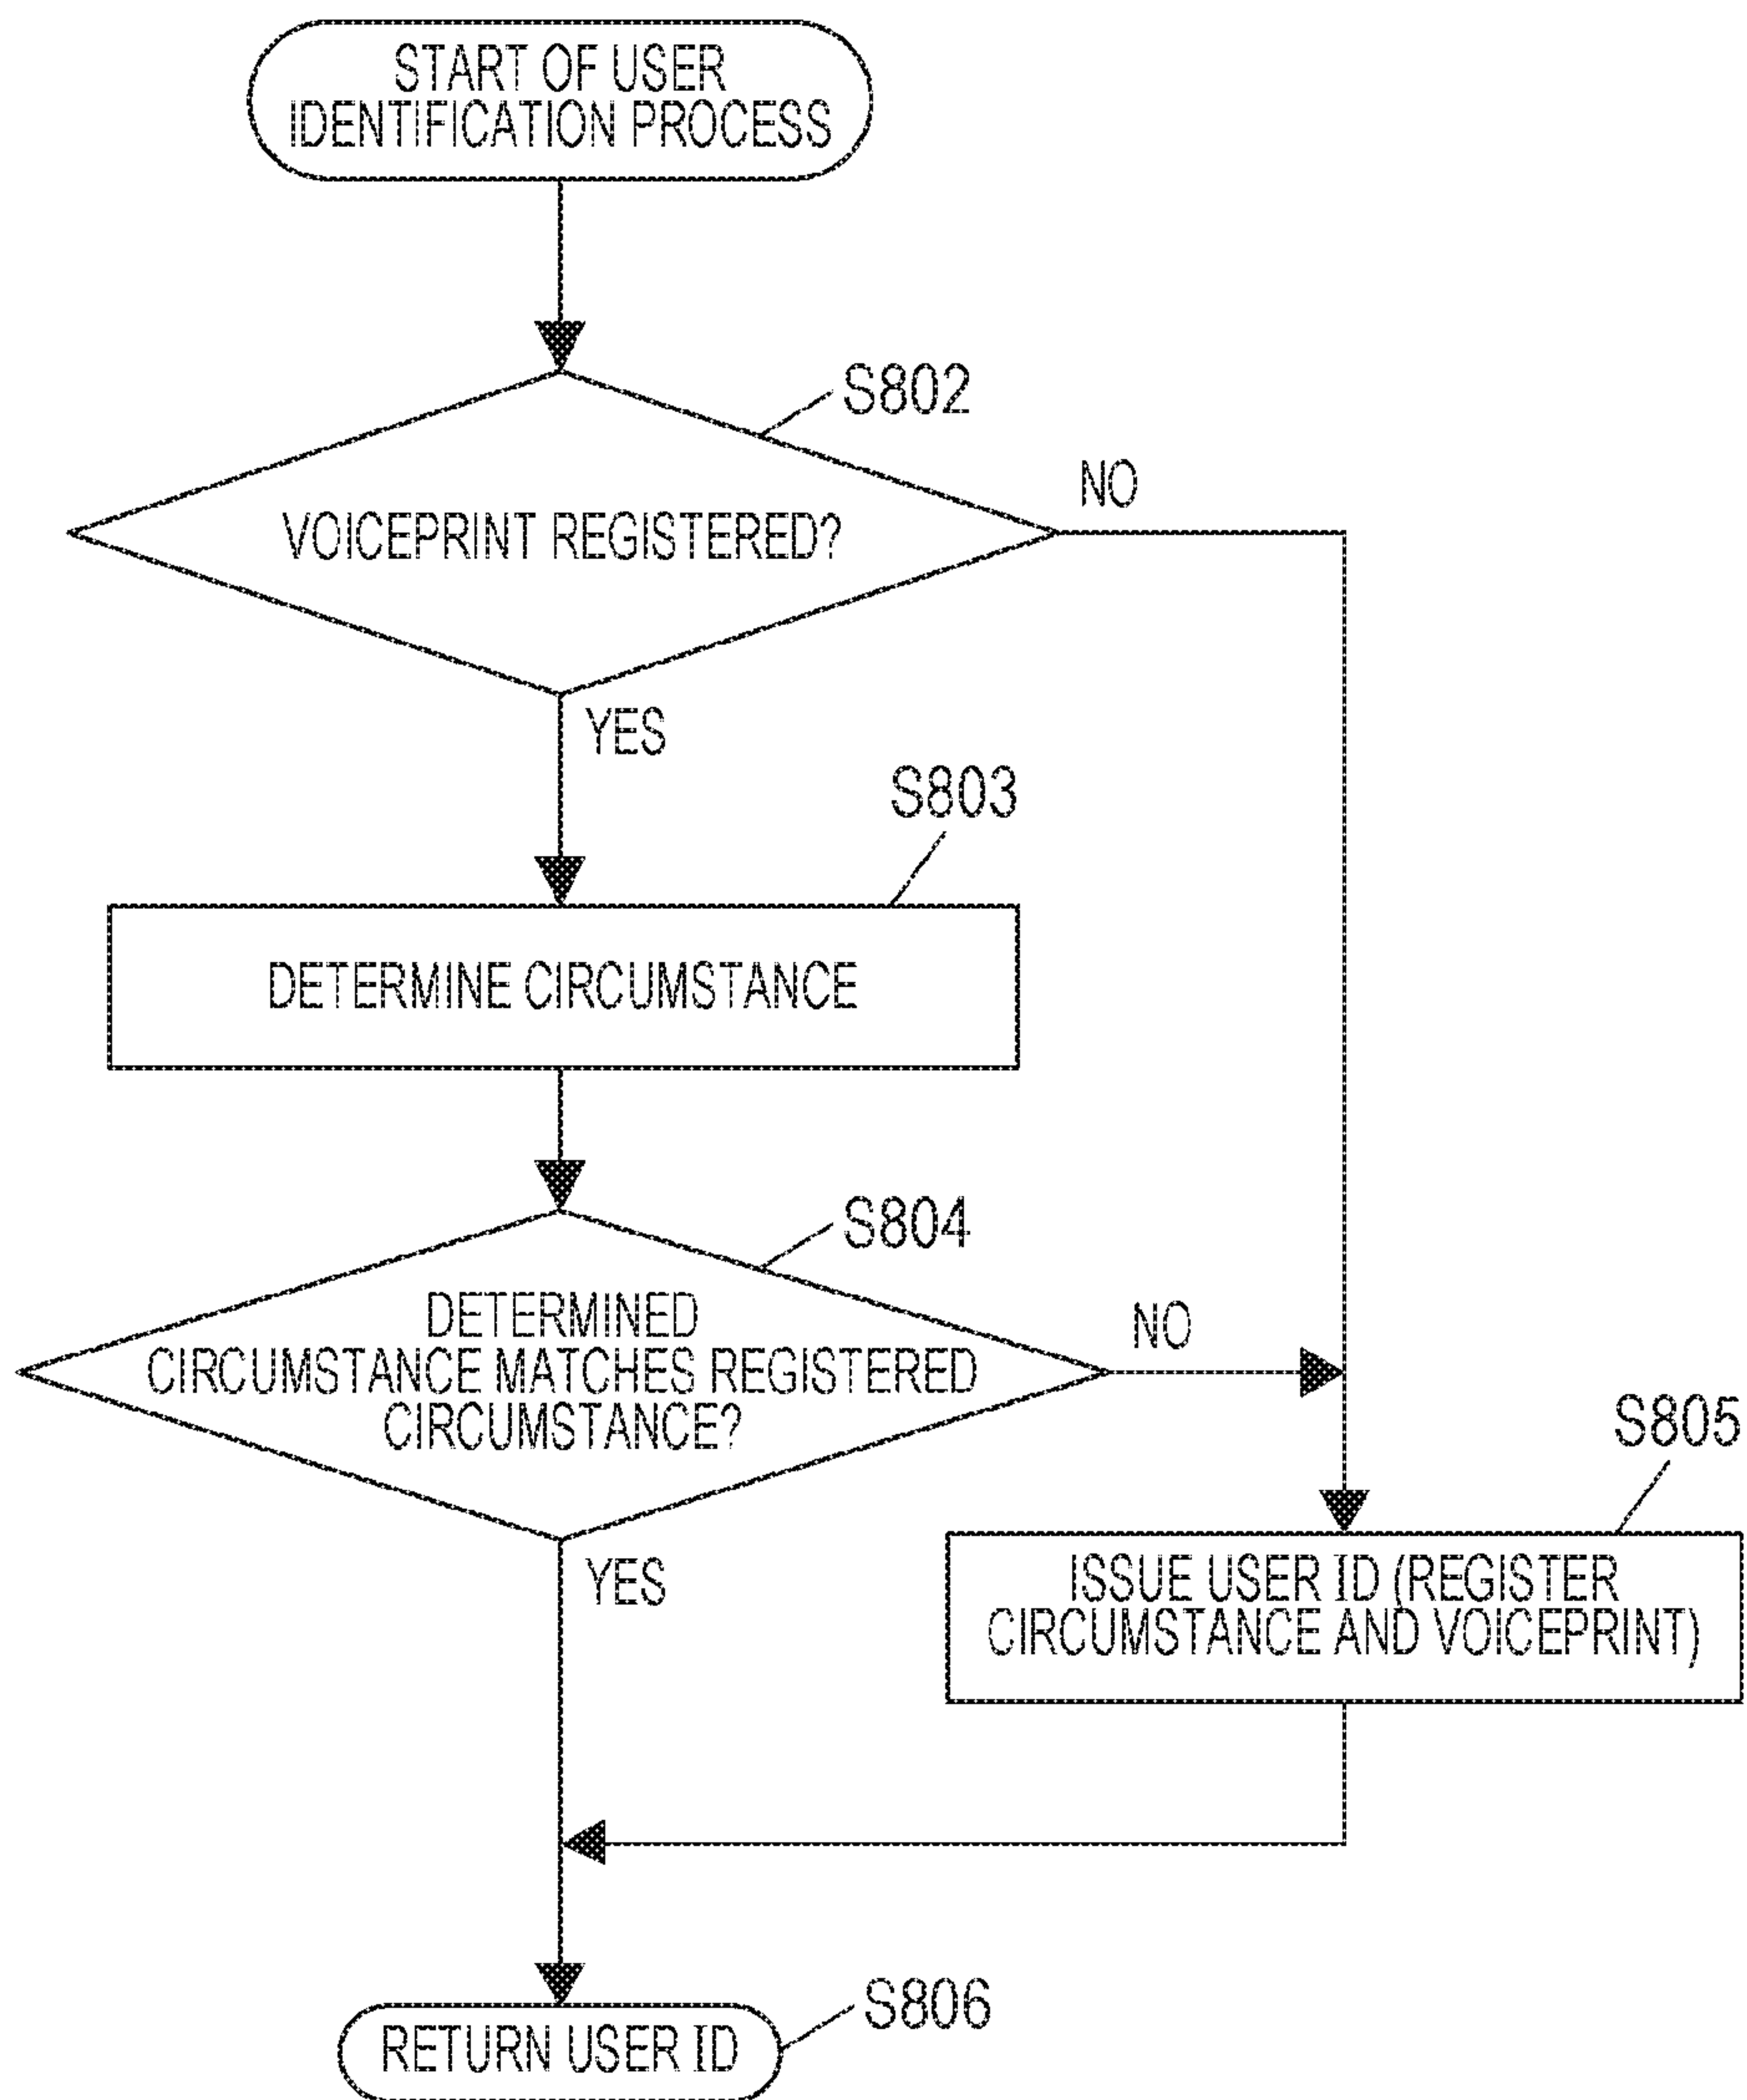 START OF USER
IDENTIFICATION PROCESS
S802
NO
VOICEPRINT REGISTERED?
YES
S803
DETERMINE CIRCUMSTANCE
S804
DETERMINED
CIRCUMSTANCE MATCHES REGISTERED
CIRCUMSTANCE?
NO
S805
YES
ISSUE USER ID (REGISTER
CIRCUMSTANCE AND VOICEPRINT)
S806
RETURN USER ID